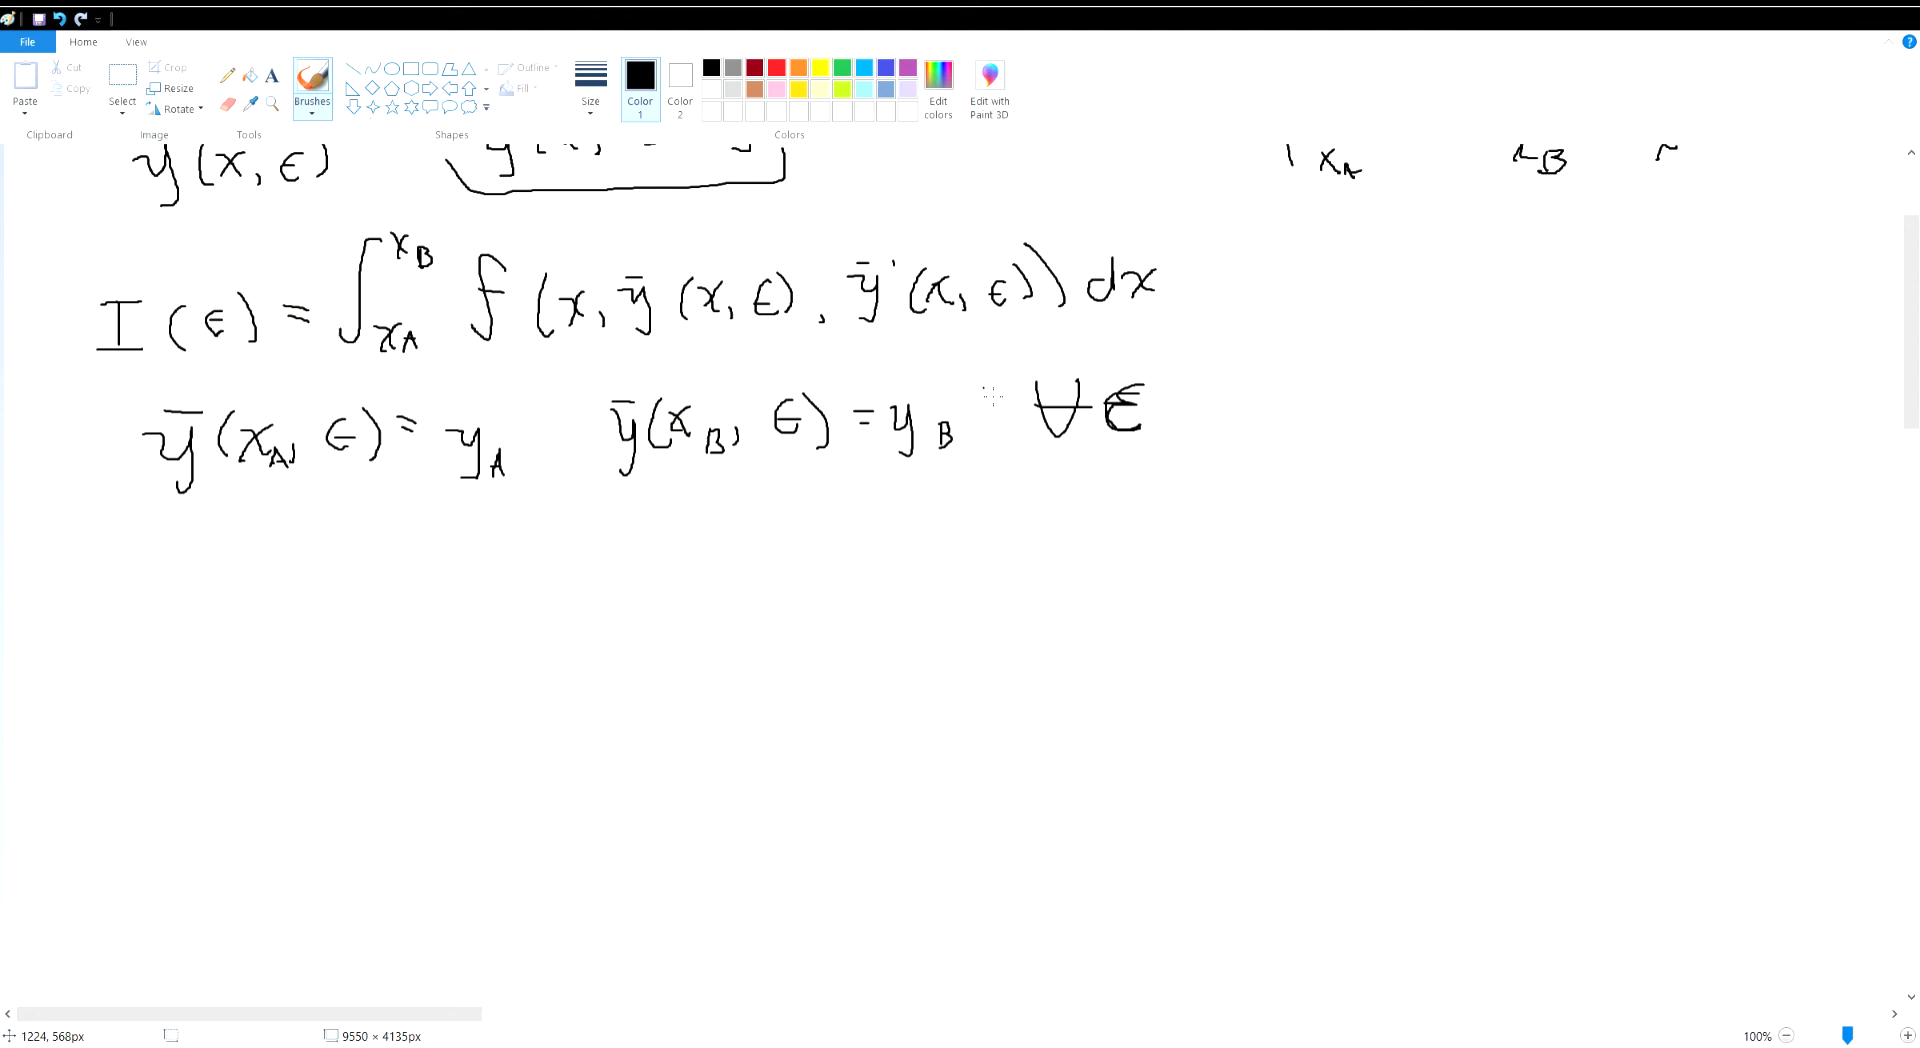 File Home View
Paste Cut Copy Select Crop Resize Rotate A Brushes Outline Fill Size Color 1 Color 2 Edit colors Edit with Paint 3D
Clipboard Image Tools Shapes Colors
ȳ(x, ϵ) x_A B
I(ϵ) = ∫_{x_A}^{x_B} f(x, ȳ(x, ϵ), ȳ'(x, ϵ)) dx
ȳ(x_A, ϵ) = y_A ȳ(x_B, ϵ) = y_B ∀ϵ
1224, 568px 9550 × 4135px 100%